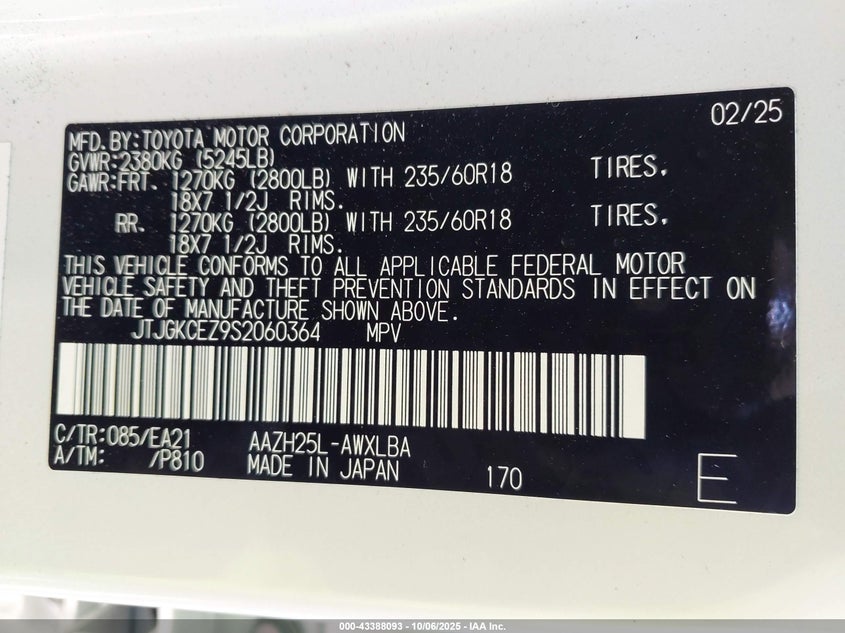 02/25
MFD.BY:TOYOTA MOTOR CORPORATION
GVWR:2380KG (5245LB)
GAWR:FRT. 1270KG (2800LB) WITH 235/60R18 TIRES.
18X7 1/2J RIMS.
RR. 1270KG (2800LB) WITH 235/60R18 TIRES.
18X7 1/2J RIMS.
THIS VEHICLE CONFORMS TO ALL APPLICABLE FEDERAL MOTOR
VEHICLE SAFETY AND THEFT PREVENTION STANDARDS IN EFFECT ON
THE DATE OF MANUFACTURE SHOWN ABOVE.
JTJGKCEZ9S2060364 MPV
C/TR:085/EA21 AAZH25L-AWXLBA
A/TM: /P810 MADE IN JAPAN 170 E
000-43388093 - 10/06/2025 - IAA Inc.